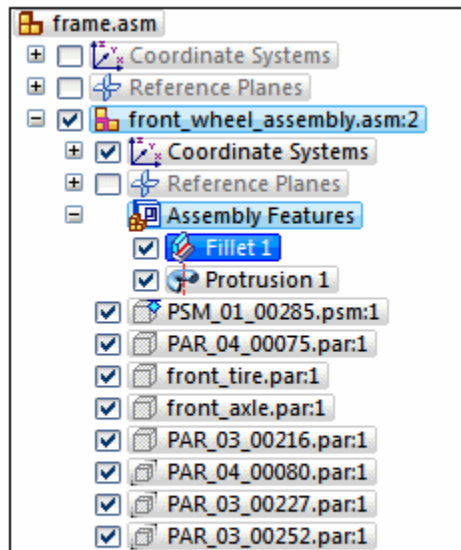 frame.asm
Coordinate Systems
Reference Planes
front_wheel_assembly.asm:2
Coordinate Systems
Reference Planes
Assembly Features
Fillet 1
Protrusion 1
PSM_01_00285.psm:1
PAR_04_00075.par:1
front_tire.par:1
front_axle.par:1
PAR_03_00216.par:1
PAR_04_00080.par:1
PAR_03_00227.par:1
PAR_03_00252.par:1